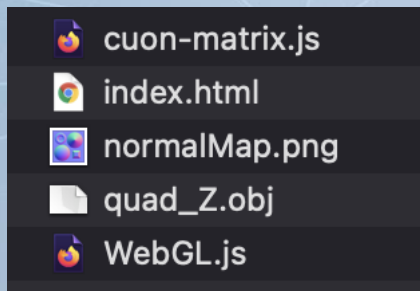 cuon-matrix.js
index.html
normalMap.png
quad_Z.obj
WebGL.js